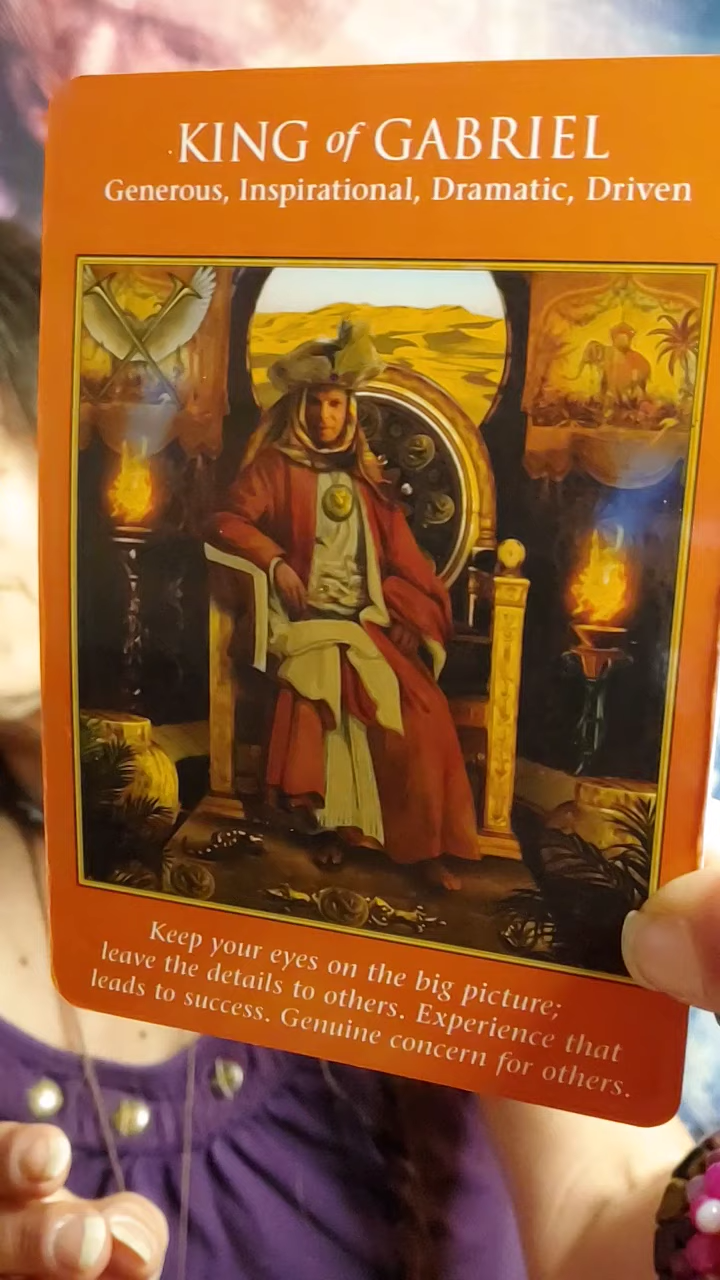 KING of GABRIEL
Generous, Inspirational, Dramatic, Driven
Keep your eyes on the big picture;
leave the details to others. Experience that
leads to success. Genuine concern for others.